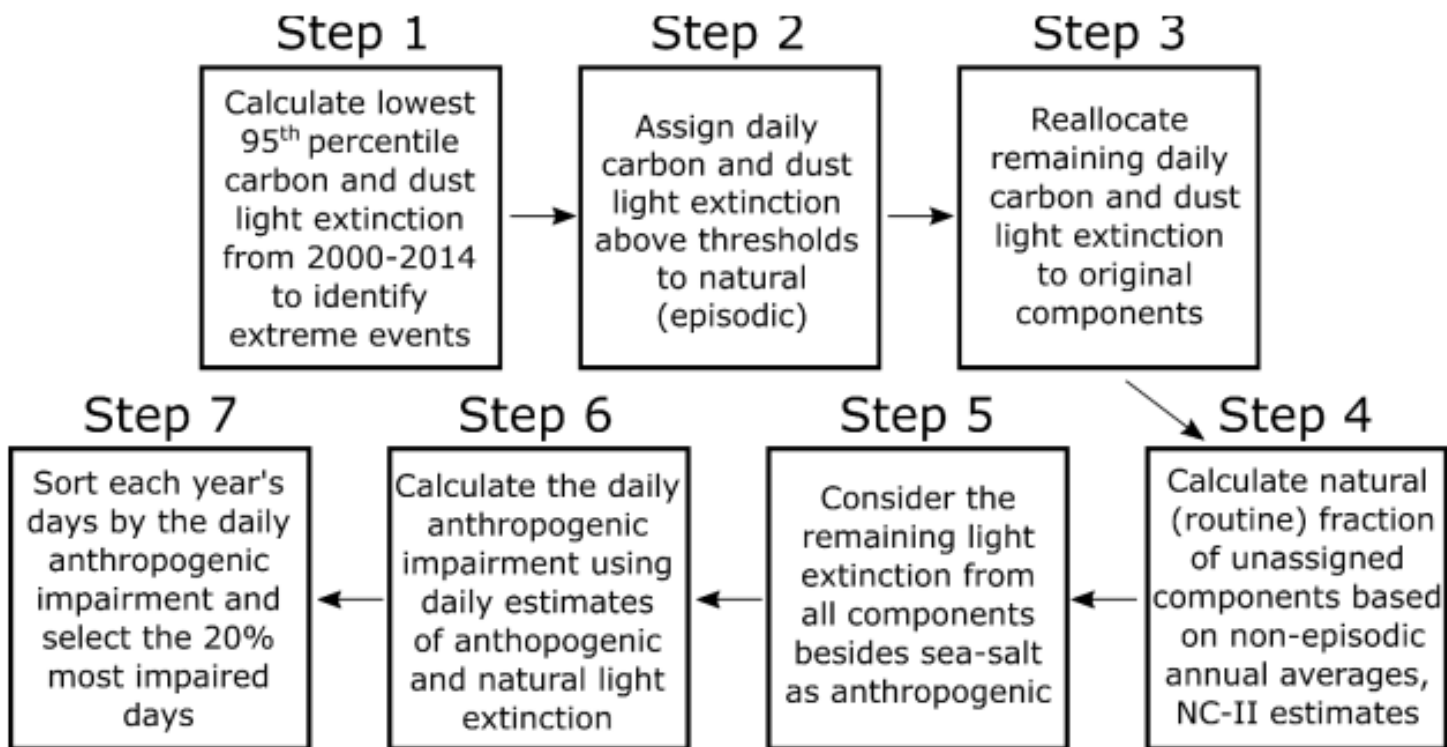 Step 1
Calculate lowest
95th percentile
carbon and dust
light extinction
from 2000-2014
to identify
extreme events
Step 2
Assign daily
carbon and dust
light extinction
above thresholds
to natural
(episodic)
Step 3
Reallocate
remaining daily
carbon and dust
light extinction
to original
components
Step 4
Calculate natural
(routine) fraction
of unassigned
components based
on non-episodic
annual averages,
NC-II estimates
Step 5
Consider the
remaining light
extinction from
all components
besides sea-salt
as anthropogenic
Step 6
Calculate the daily
anthropogenic
impairment using
daily estimates
of anthopogenic
and natural light
extinction
Step 7
Sort each year's
days by the daily
anthropogenic
impairment and
select the 20%
most impaired
days